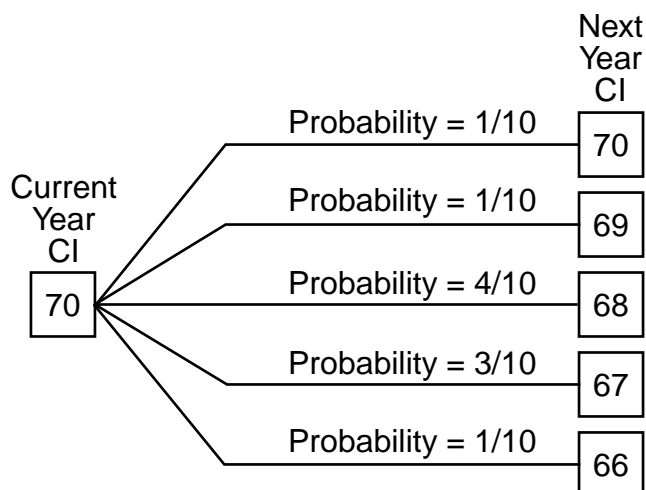 Next
Year
CI
Probability = 1/10
70
Probability = 1/10
69
Current
Year
CI
70
Probability = 4/10
68
Probability = 3/10
67
Probability = 1/10
66